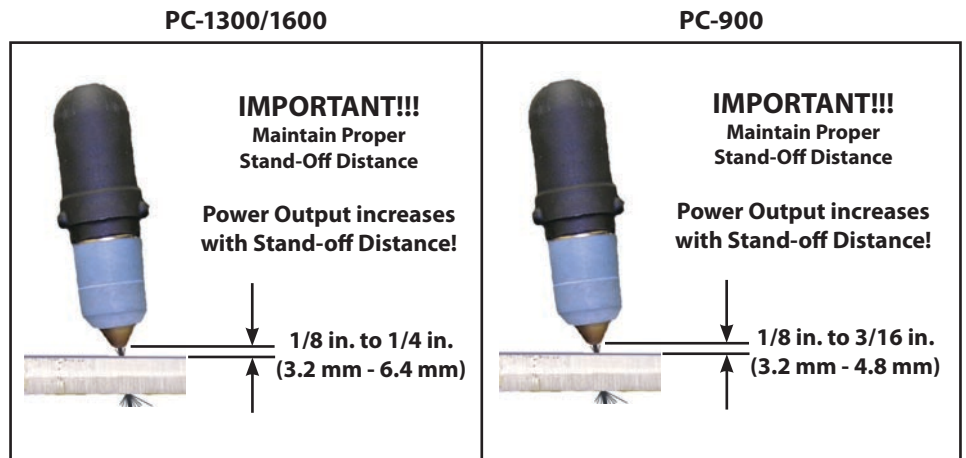 PC-1300/1600
IMPORTANT!!!
Maintain Proper
Stand-Off Distance
Power Output increases
with Stand-off Distance!
1/8 in. to 1/4 in.
(3.2 mm - 6.4 mm)
PC-900
IMPORTANT!!!
Maintain Proper
Stand-Off Distance
Power Output increases
with Stand-off Distance!
1/8 in. to 3/16 in.
(3.2 mm - 4.8 mm)